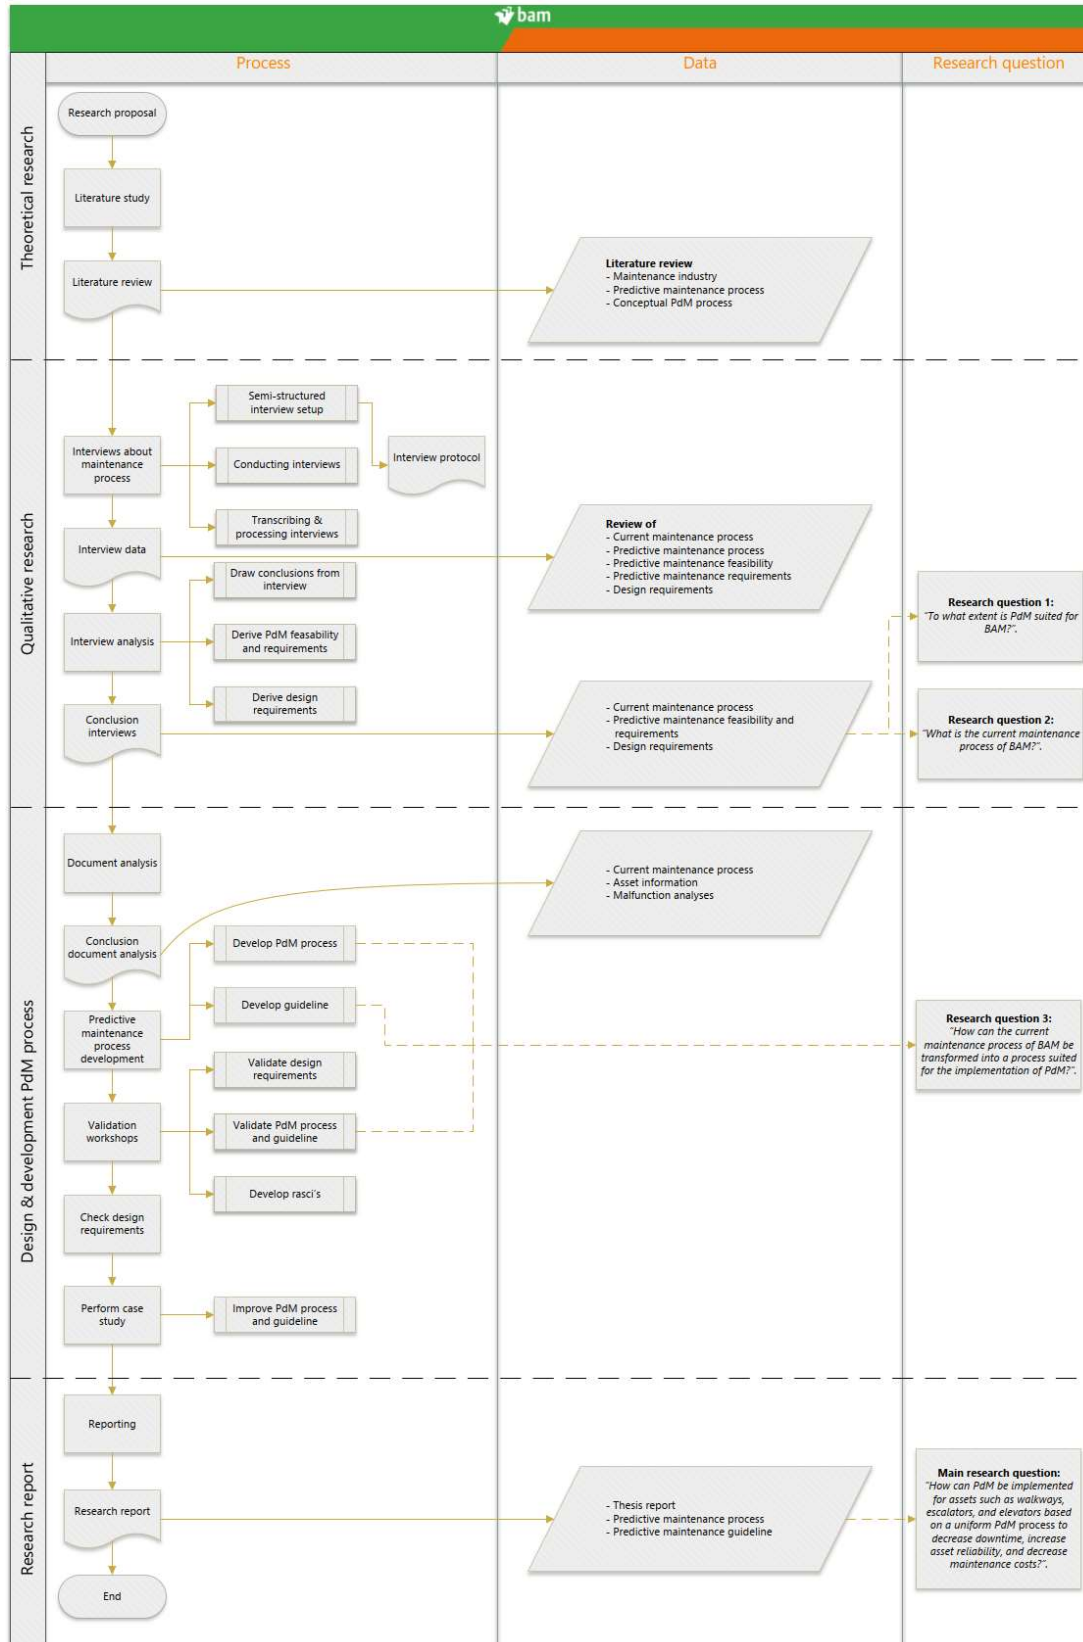 bam
Process
Data
Research question
Theoretical research
Research proposal
Literature study
Literature review
Literature review
- Maintenance industry
- Predictive maintenance process
- Conceptual PdM process
Qualitative research
Interviews about
maintenance
process
Semi-structured
interview setup
Conducting interviews
Transcribing &
processing interviews
Interview protocol
Interview data
Review of
- Current maintenance process
- Predictive maintenance process
- Predictive maintenance feasibility
- Predictive maintenance requirements
- Design requirements
Interview analysis
Draw conclusions from
interview
Derive PdM feasability
and requirements
Derive design
requirements
Conclusion
interviews
- Current maintenance process
- Predictive maintenance feasibility and
requirements
- Design requirements
Research question 1:
"To what extent is PdM suited for
BAM?".
Research question 2:
"What is the current maintenance
process of BAM?".
Design & development PdM process
Document analysis
Conclusion
document analysis
- Current maintenance process
- Asset information
- Malfunction analyses
Predictive
maintenance
process
development
Develop PdM process
Develop guideline
Research question 3:
"How can the current
maintenance process of BAM be
transformed into a process suited
for the implementation of PdM?".
Validation
workshops
Validate design
requirements
Validate PdM process
and guideline
Develop rasci's
Check design
requirements
Perform case
study
Improve PdM process
and guideline
Research report
Reporting
Research report
- Thesis report
- Predictive maintenance process
- Predictive maintenance guideline
Main research question:
"How can PdM be implemented
for assets such as walkways,
escalators, and elevators based
on a uniform PdM process to
decrease downtime, increase
asset reliability, and decrease
maintenance costs?".
End